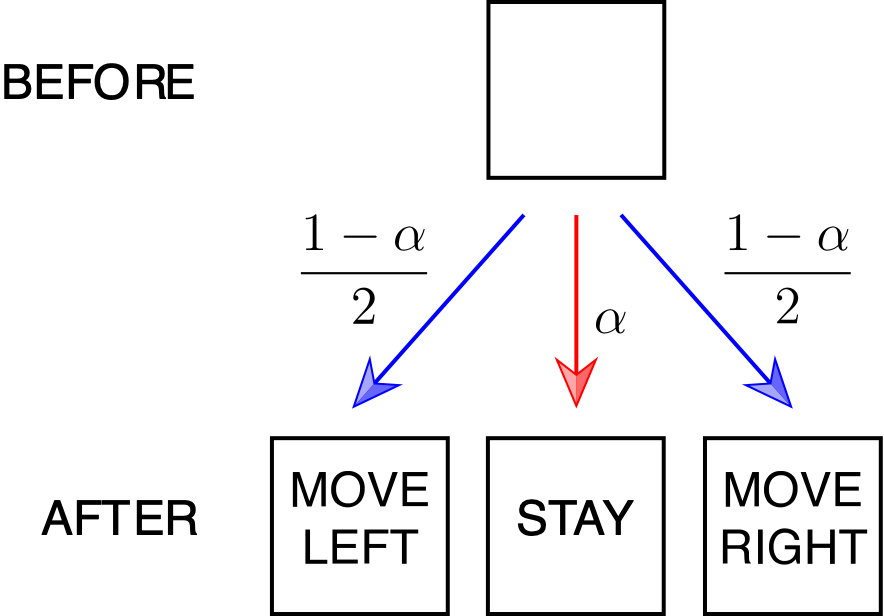 BEFORE
1 − α
2
α
1 − α
2
AFTER
MOVE
LEFT
STAY
MOVE
RIGHT